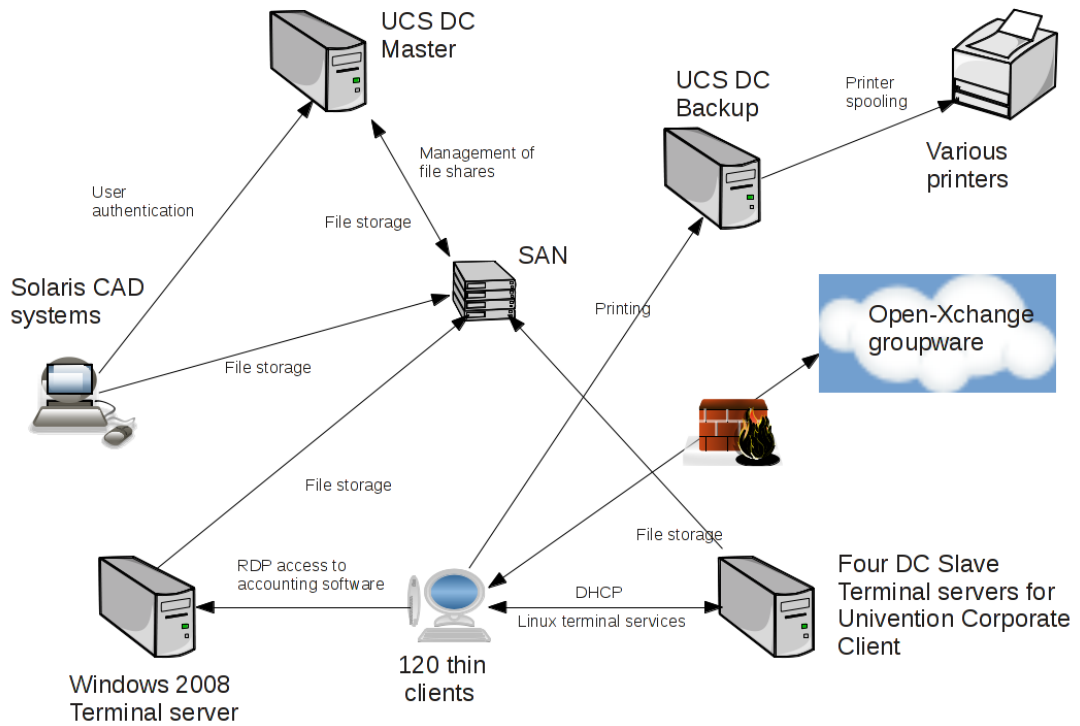 UCS DC
Master
UCS DC
Backup
Printer
spooling
Various
printers
Management of
file shares
User
authentication
File storage
SAN
Solaris CAD
systems
Printing
Open-Xchange
groupware
File storage
File storage
File storage
RDP access to
accounting software
DHCP
Linux terminal services
Four DC Slave
Terminal servers for
Univention Corporate
Client
120 thin
clients
Windows 2008
Terminal server